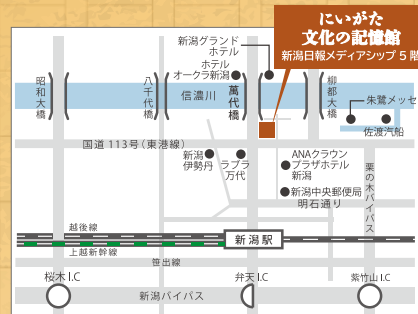 にいがた
文化の記憶館
新潟日報メディアシップ5階
新潟グランド
ホテル
ホテル
オークラ新潟
昭和大橋
八千代橋
信濃川
萬代橋
柳都大橋
朱鷺メッセ
佐渡汽船
国道113号(東港線)
新潟
伊勢丹
ラブラ
万代
ANAクラウン
プラザホテル
新潟
新潟中央郵便局
明石通り
栗の木バイパス
越後線
新潟駅
上越新幹線
笹出線
桜木I.C
弁天I.C
紫竹山I.C
新潟バイパス